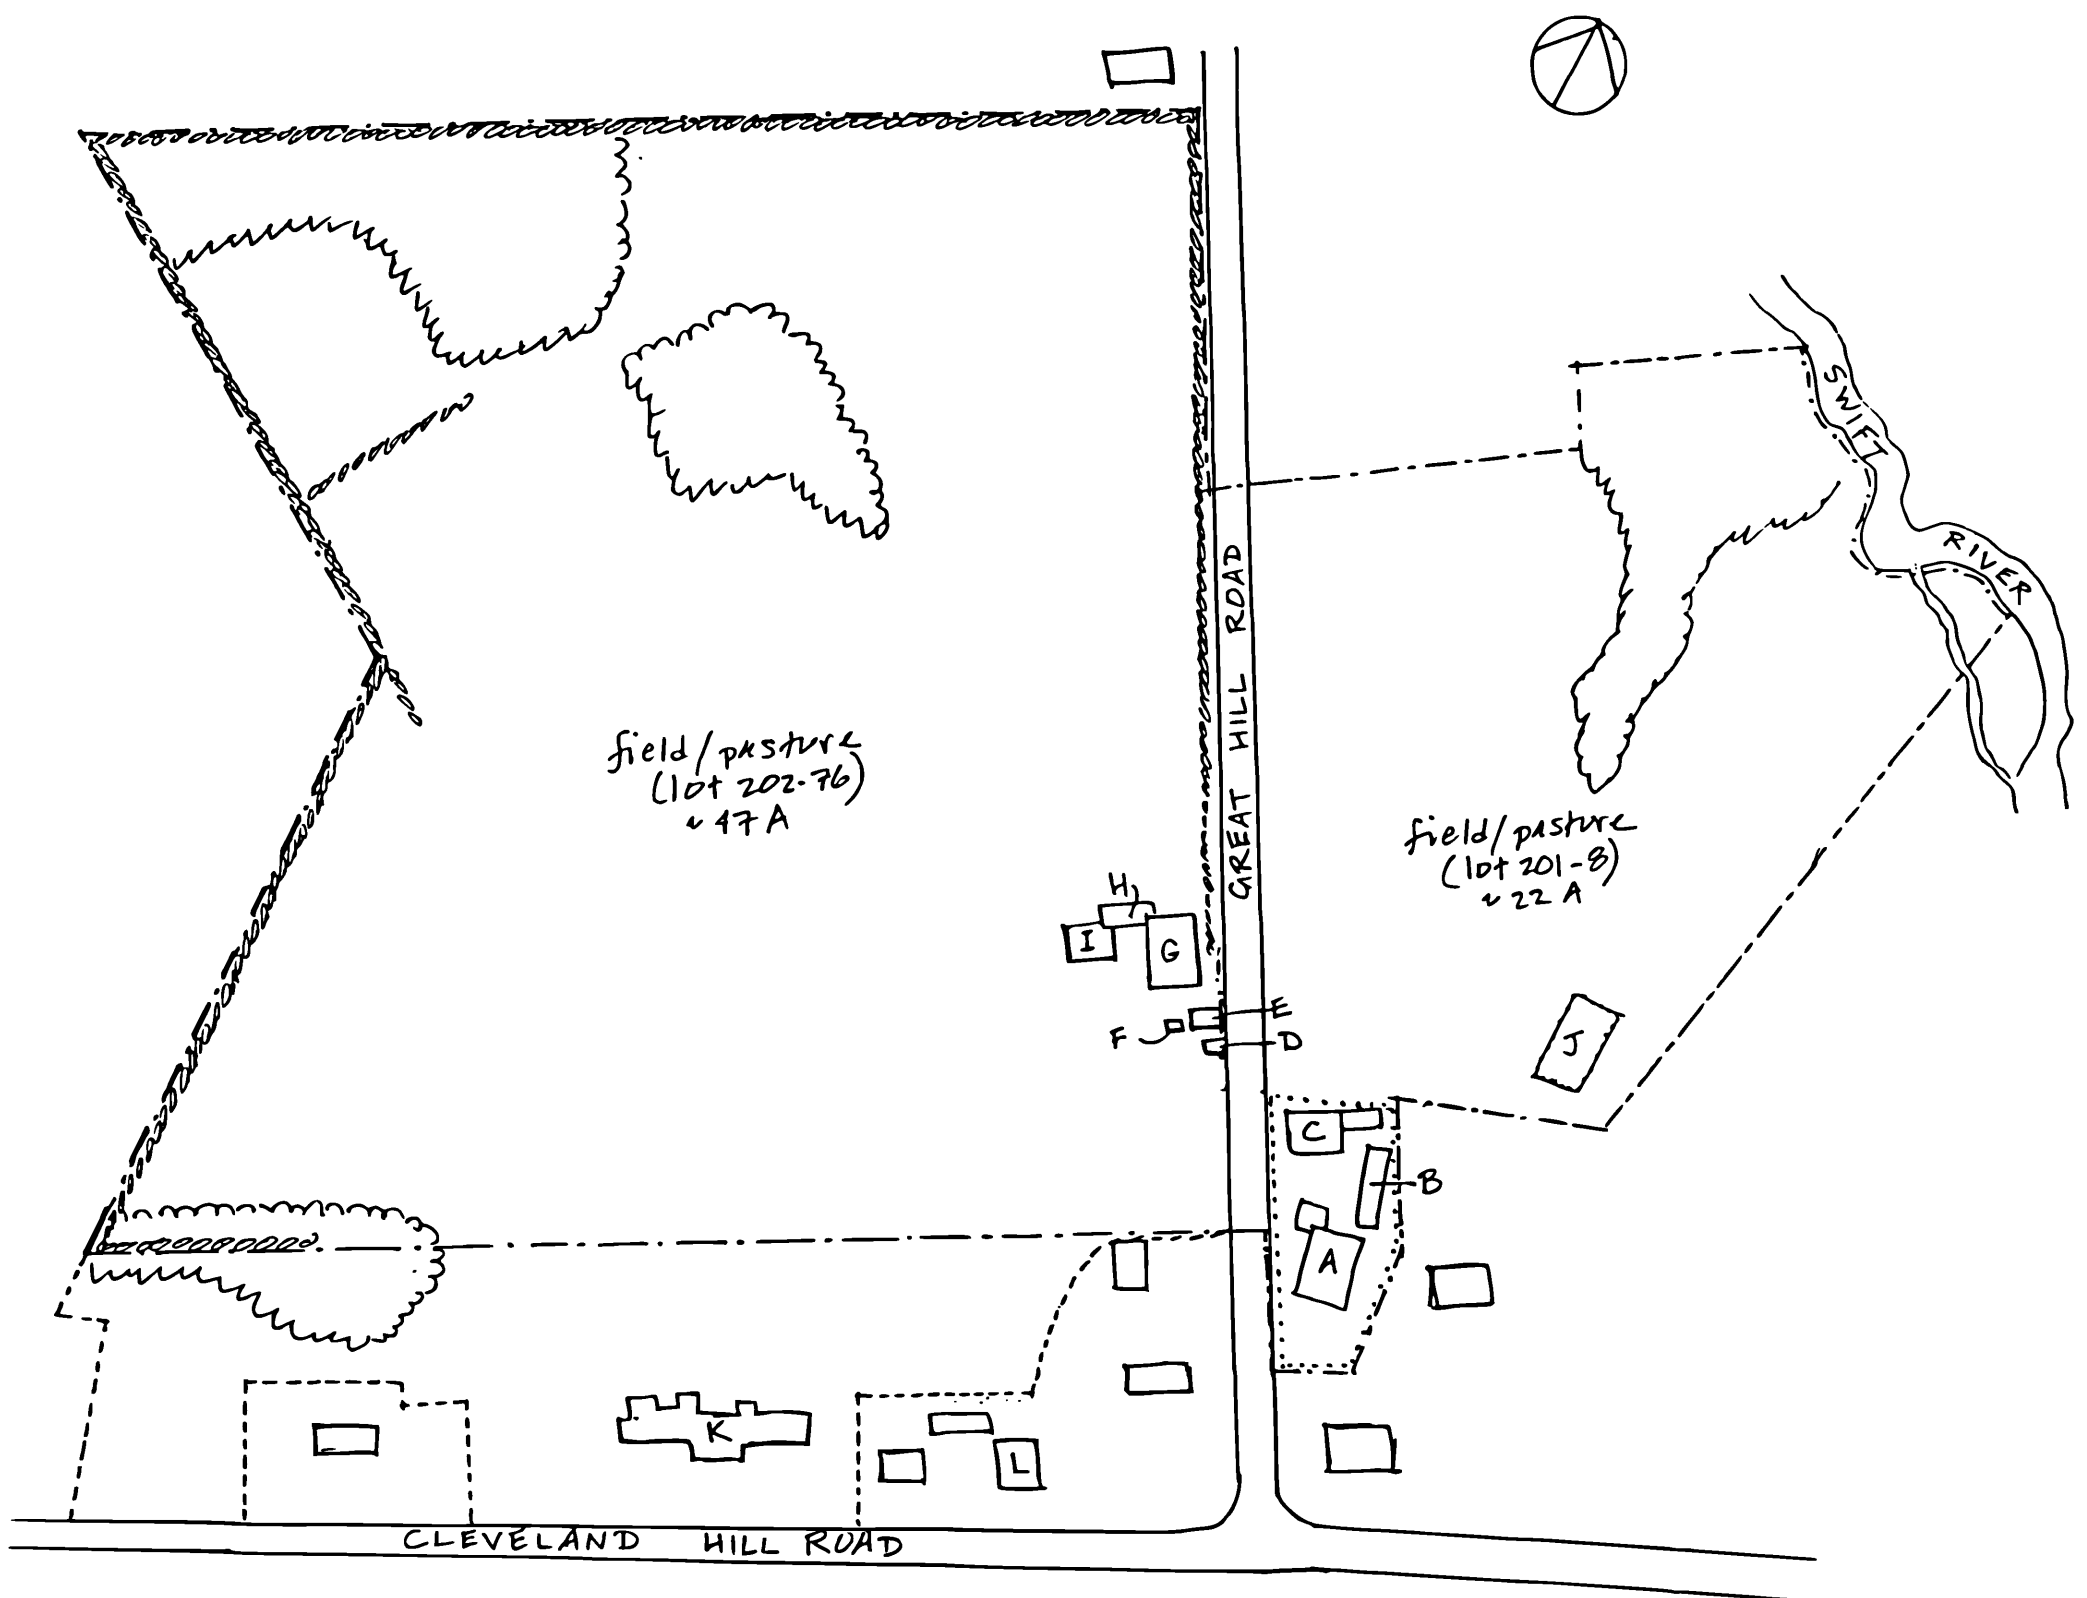 SWIFT
RIVER
GREAT HILL ROAD
field/pasture
(lot 202-76)
~ 47 A
field/pasture
(lot 201-8)
~ 22 A
H
I
G
E
F
D
J
C
B
A
K
L
CLEVELAND HILL ROAD